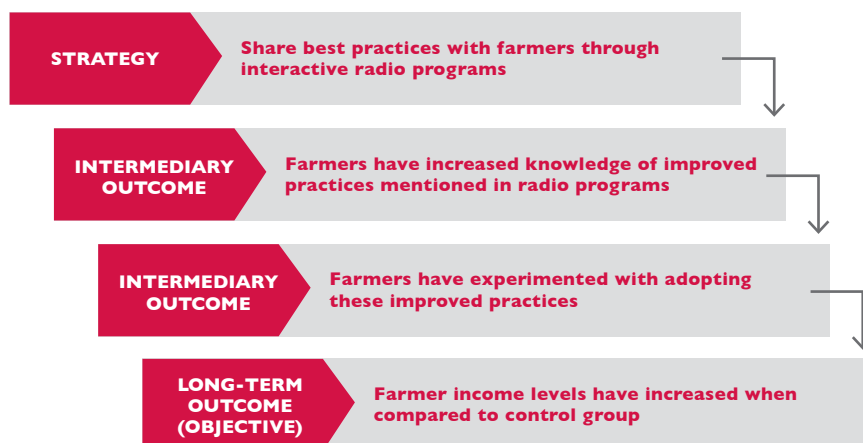 STRATEGY
Share best practices with farmers through
interactive radio programs
INTERMEDIARY
OUTCOME
Farmers have increased knowledge of improved
practices mentioned in radio programs
INTERMEDIARY
OUTCOME
Farmers have experimented with adopting
these improved practices
LONG-TERM
OUTCOME
(OBJECTIVE)
Farmer income levels have increased when
compared to control group